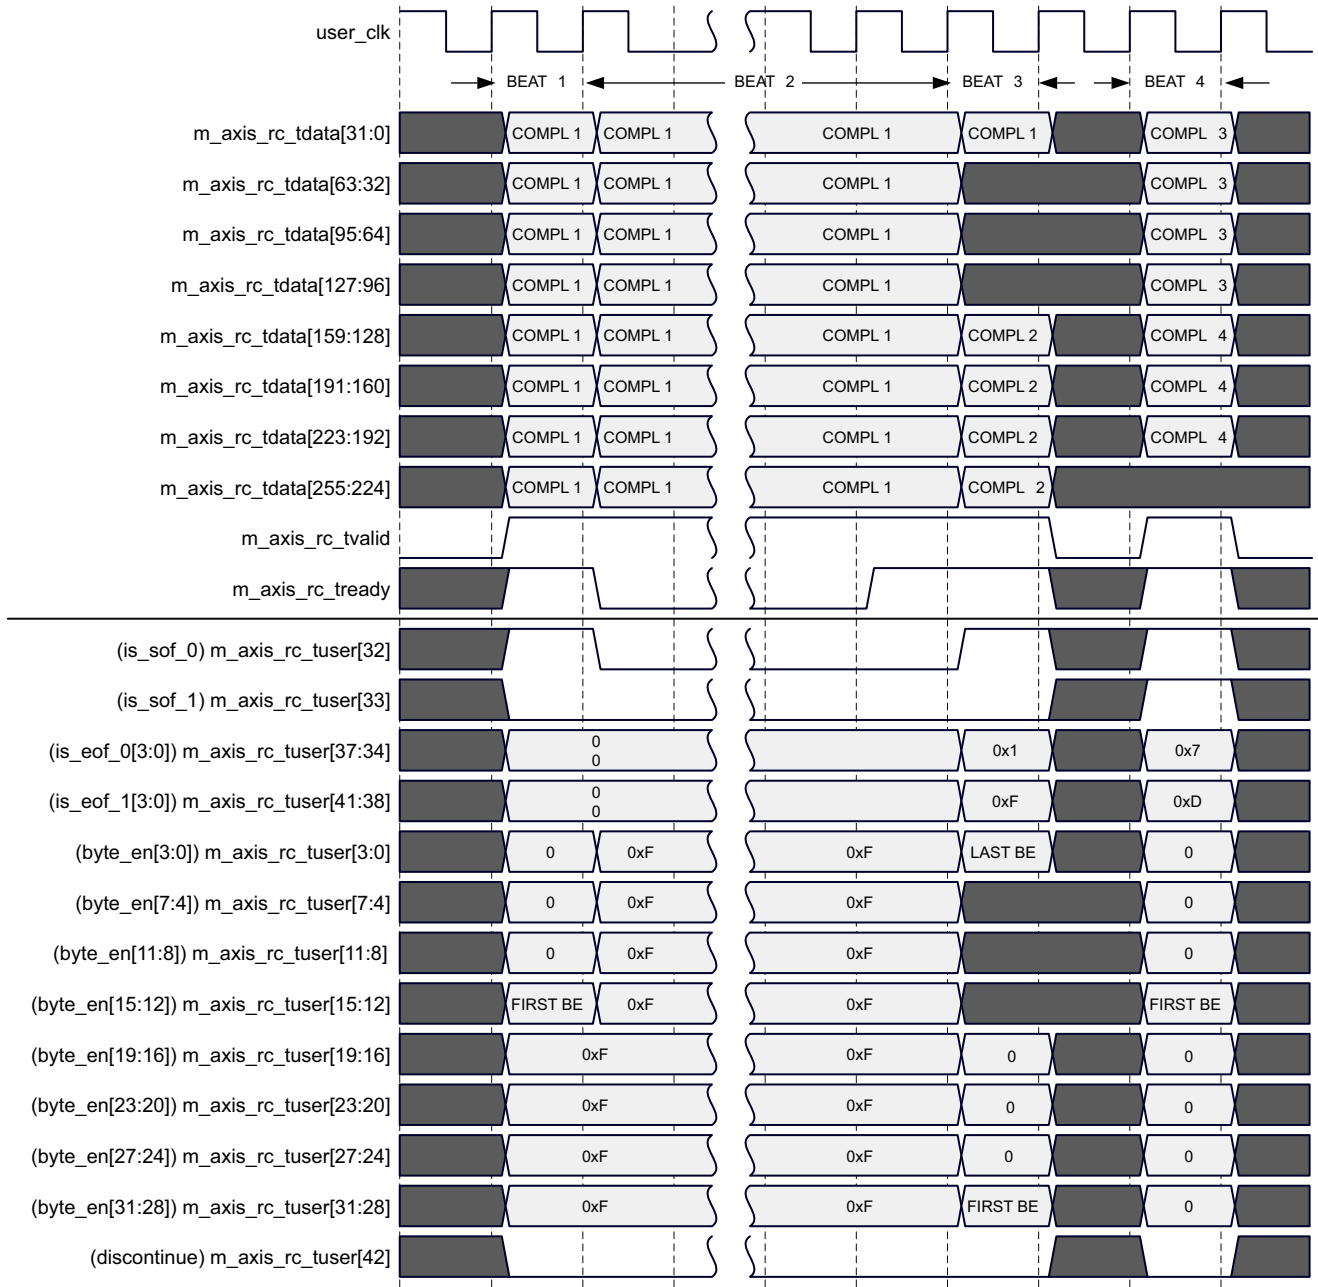 user_clk
BEAT 1 BEAT 2 BEAT 3 BEAT 4
m_axis_rc_tdata[31:0] COMPL 1 COMPL 1 COMPL 1 COMPL 1 COMPL 3
m_axis_rc_tdata[63:32] COMPL 1 COMPL 1 COMPL 1 COMPL 3
m_axis_rc_tdata[95:64] COMPL 1 COMPL 1 COMPL 1 COMPL 3
m_axis_rc_tdata[127:96] COMPL 1 COMPL 1 COMPL 1 COMPL 3
m_axis_rc_tdata[159:128] COMPL 1 COMPL 1 COMPL 1 COMPL 2 COMPL 4
m_axis_rc_tdata[191:160] COMPL 1 COMPL 1 COMPL 1 COMPL 2 COMPL 4
m_axis_rc_tdata[223:192] COMPL 1 COMPL 1 COMPL 1 COMPL 2 COMPL 4
m_axis_rc_tdata[255:224] COMPL 1 COMPL 1 COMPL 1 COMPL 2
m_axis_rc_tvalid
m_axis_rc_tready
(is_sof_0) m_axis_rc_tuser[32]
(is_sof_1) m_axis_rc_tuser[33]
(is_eof_0[3:0]) m_axis_rc_tuser[37:34] 0 0 0x1 0x7
(is_eof_1[3:0]) m_axis_rc_tuser[41:38] 0 0 0xF 0xD
(byte_en[3:0]) m_axis_rc_tuser[3:0] 0 0xF 0xF LAST BE 0
(byte_en[7:4]) m_axis_rc_tuser[7:4] 0 0xF 0xF 0
(byte_en[11:8]) m_axis_rc_tuser[11:8] 0 0xF 0xF 0
(byte_en[15:12]) m_axis_rc_tuser[15:12] FIRST BE 0xF 0xF FIRST BE
(byte_en[19:16]) m_axis_rc_tuser[19:16] 0xF 0xF 0 0
(byte_en[23:20]) m_axis_rc_tuser[23:20] 0xF 0xF 0 0
(byte_en[27:24]) m_axis_rc_tuser[27:24] 0xF 0xF 0 0
(byte_en[31:28]) m_axis_rc_tuser[31:28] 0xF 0xF FIRST BE 0
(discontinue) m_axis_rc_tuser[42]